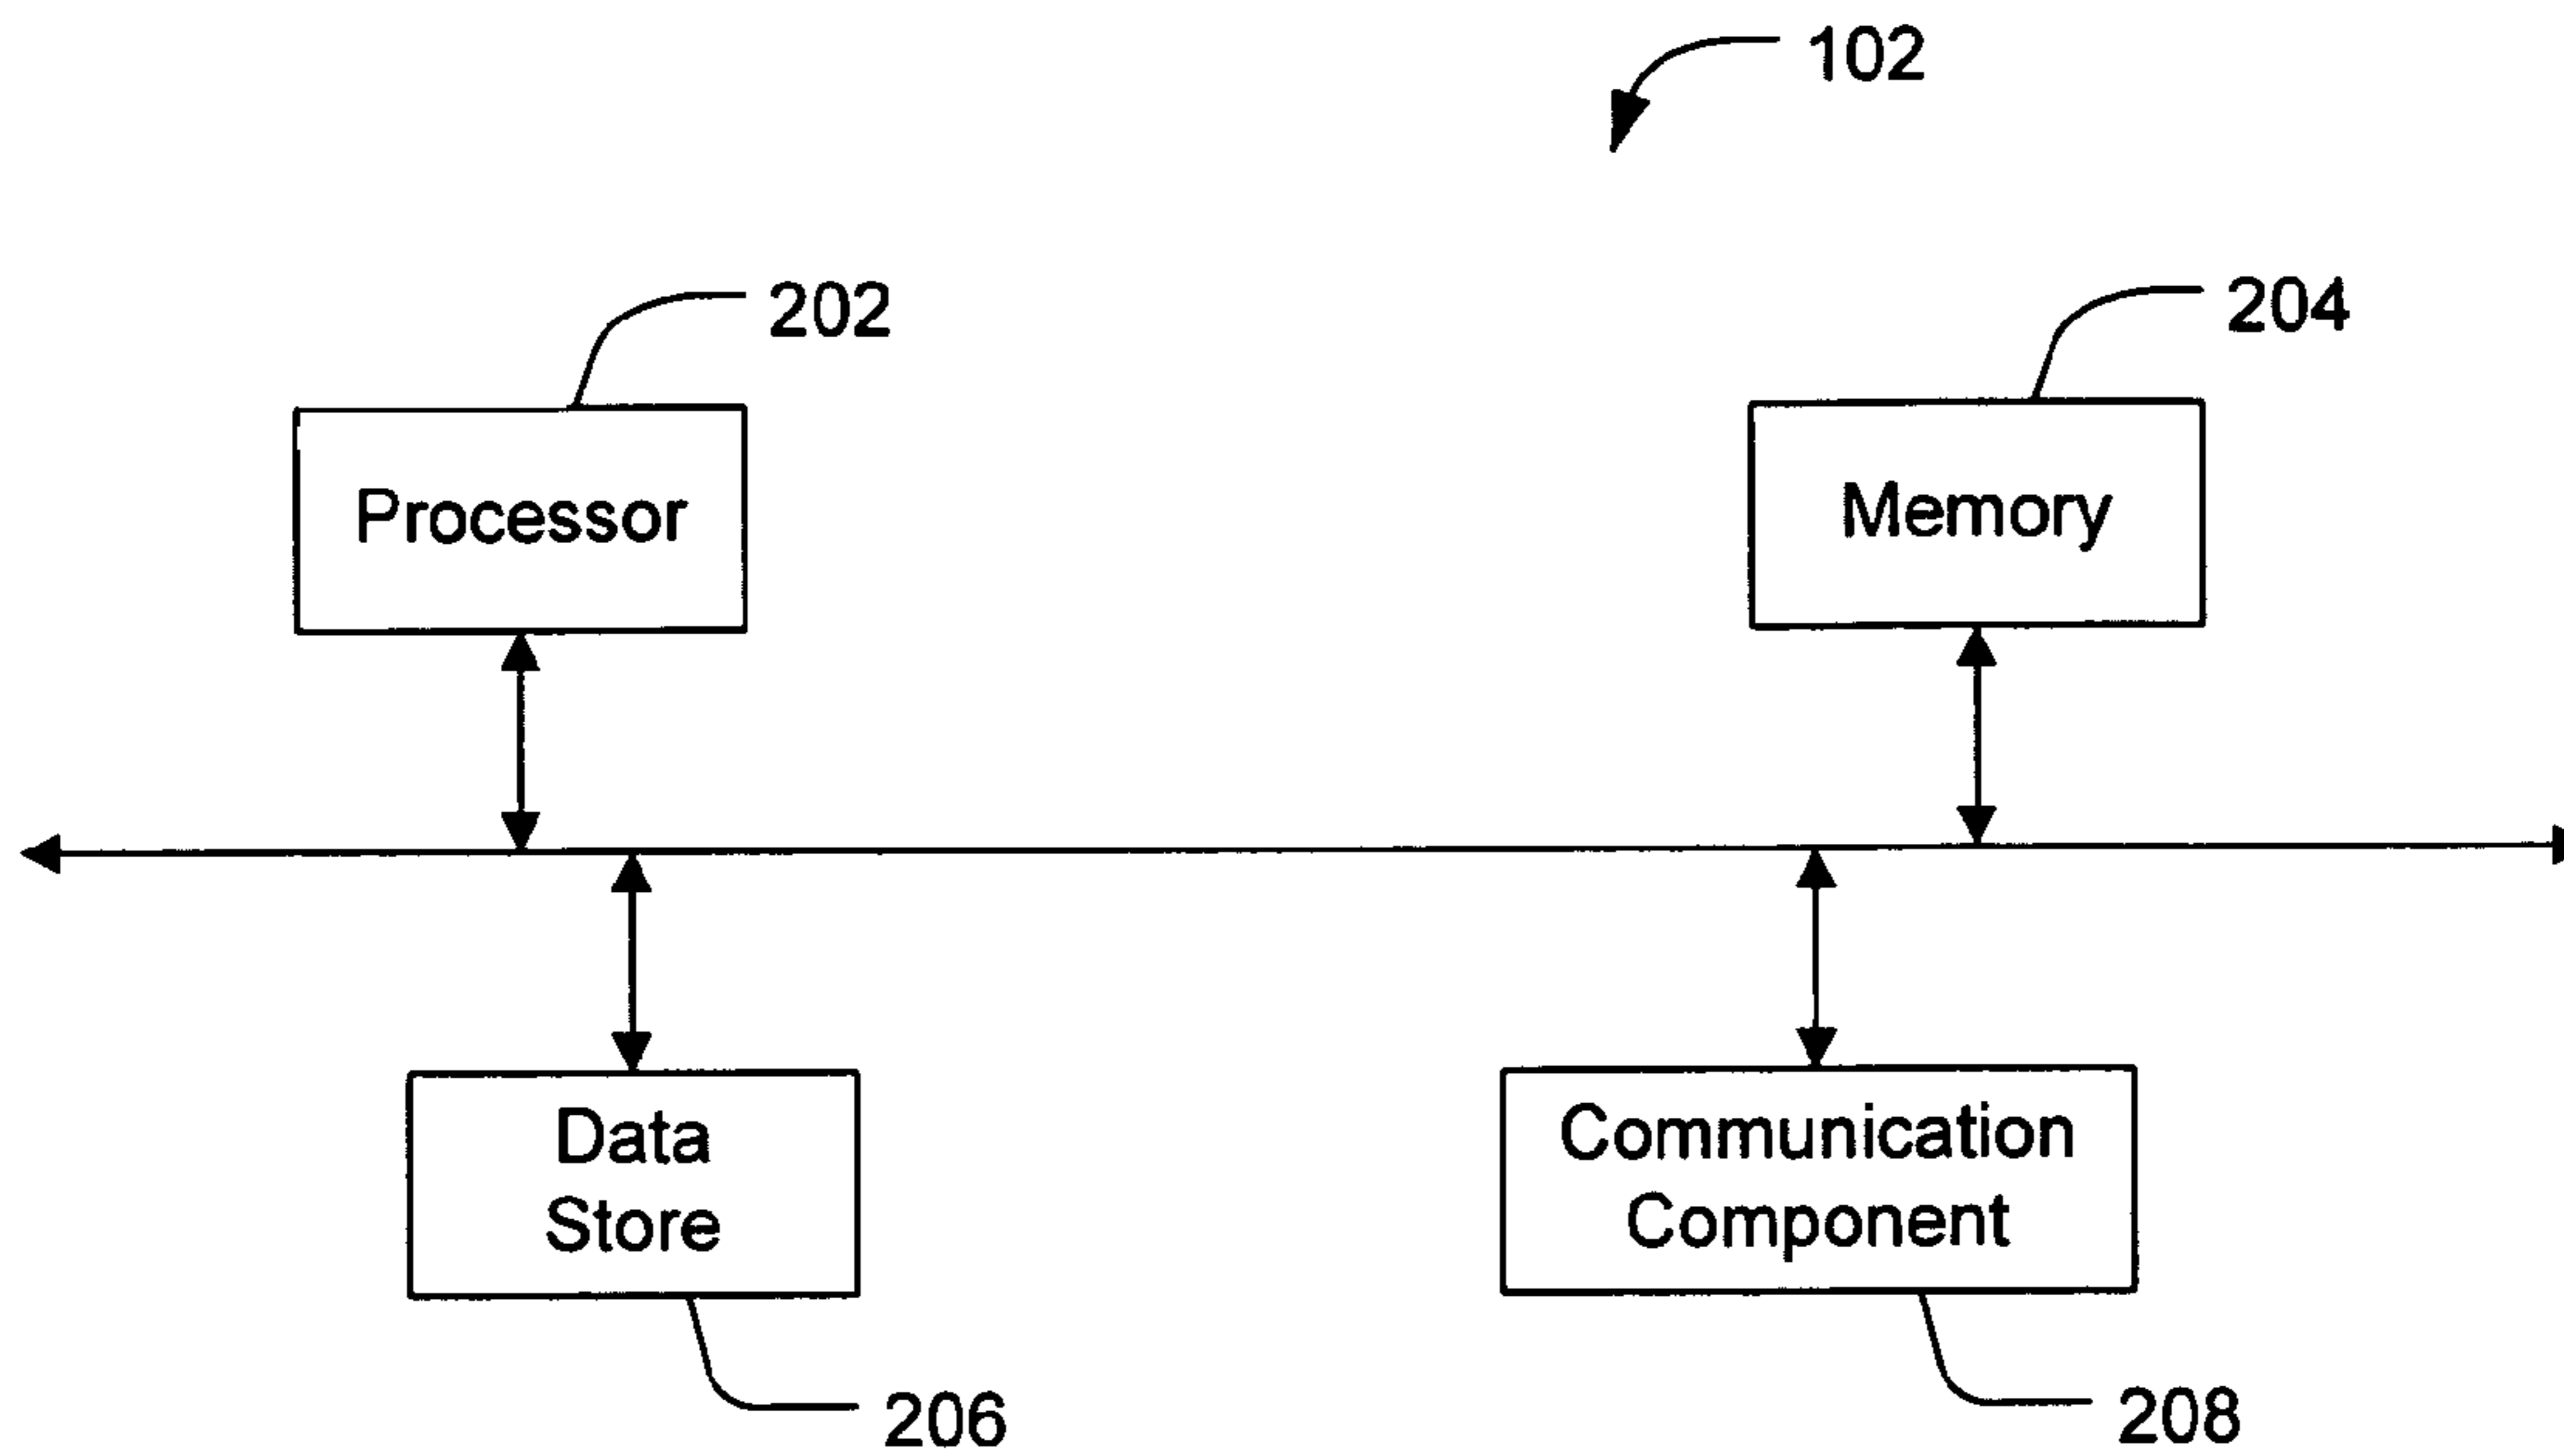 102
202
204
Processor
Memory
Data
Store
Communication
Component
206
208